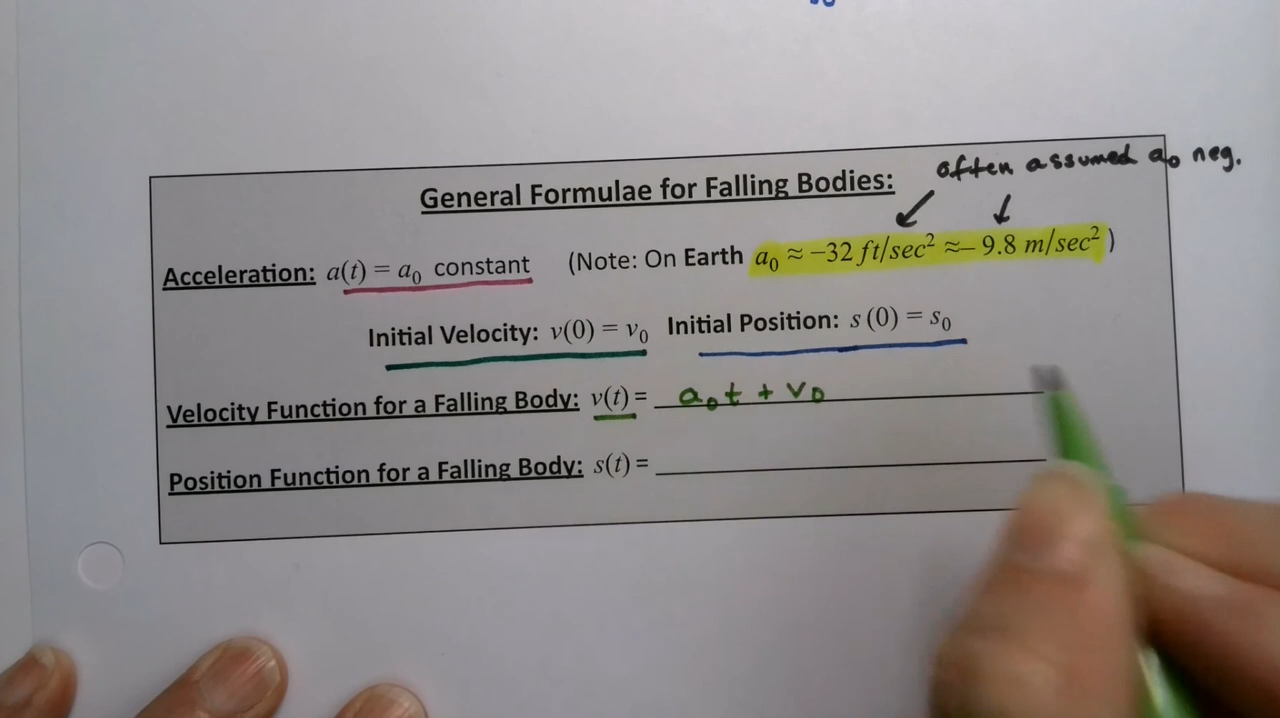 often assumed a₀ neg.
General Formulae for Falling Bodies:
Acceleration: a(t) = a₀ constant (Note: On Earth a₀ ≈ −32 ft/sec² ≈ − 9.8 m/sec² )
Initial Velocity: v(0) = v₀ Initial Position: s (0) = s₀
Velocity Function for a Falling Body: v(t) = a₀t + v₀
Position Function for a Falling Body: s(t) =